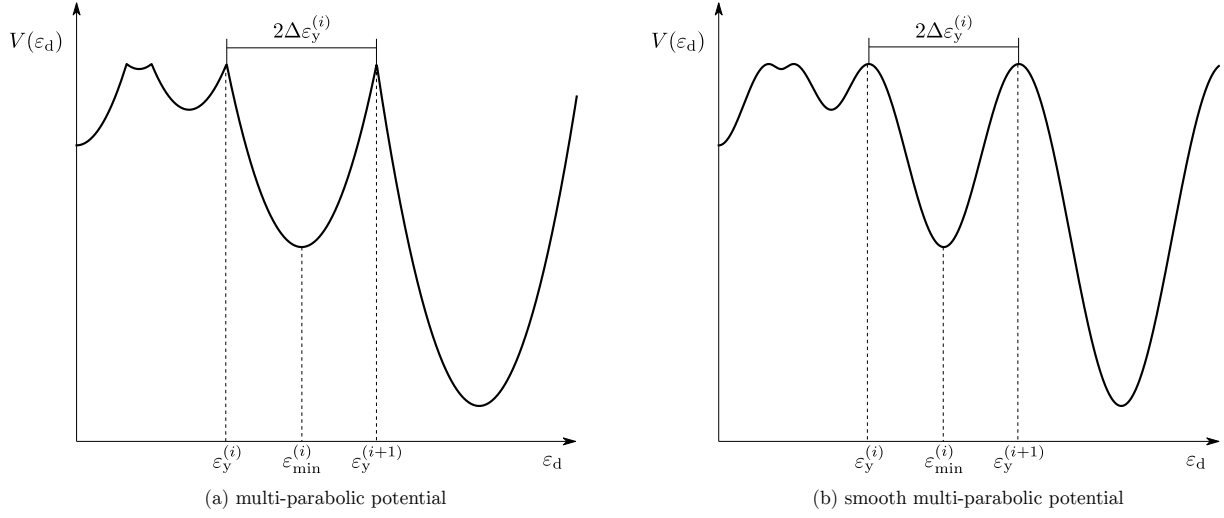 V(ε_d) 2Δε_y^(i)
ε_y^(i) ε_min^(i) ε_y^(i+1) ε_d
(a) multi-parabolic potential
V(ε_d) 2Δε_y^(i)
ε_y^(i) ε_min^(i) ε_y^(i+1) ε_d
(b) smooth multi-parabolic potential